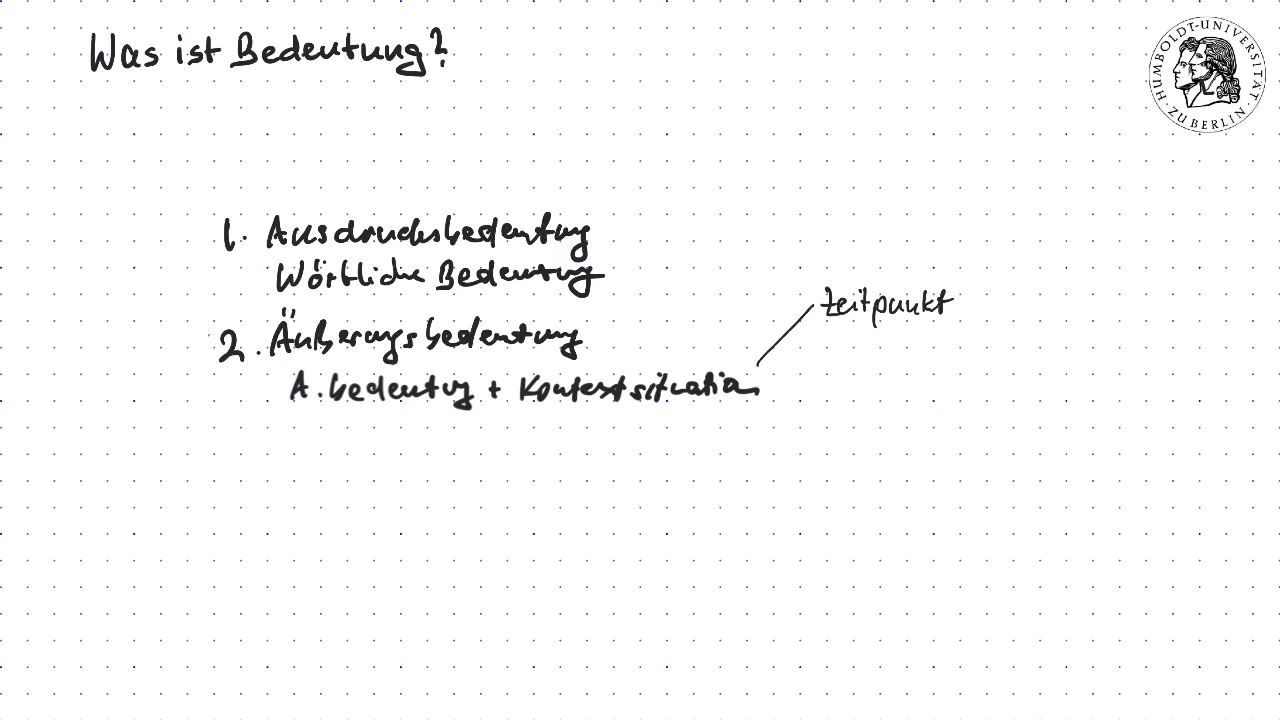 Was ist Bedeutung?
HUMBOLDT-UNIVERSITÄT ZU BERLIN
1. Ausdrucksbedeutung
Wörtliche Bedeutung
2. Äußerungsbedeutung
A. bedeutung + Kontextsituation
Zeitpunkt